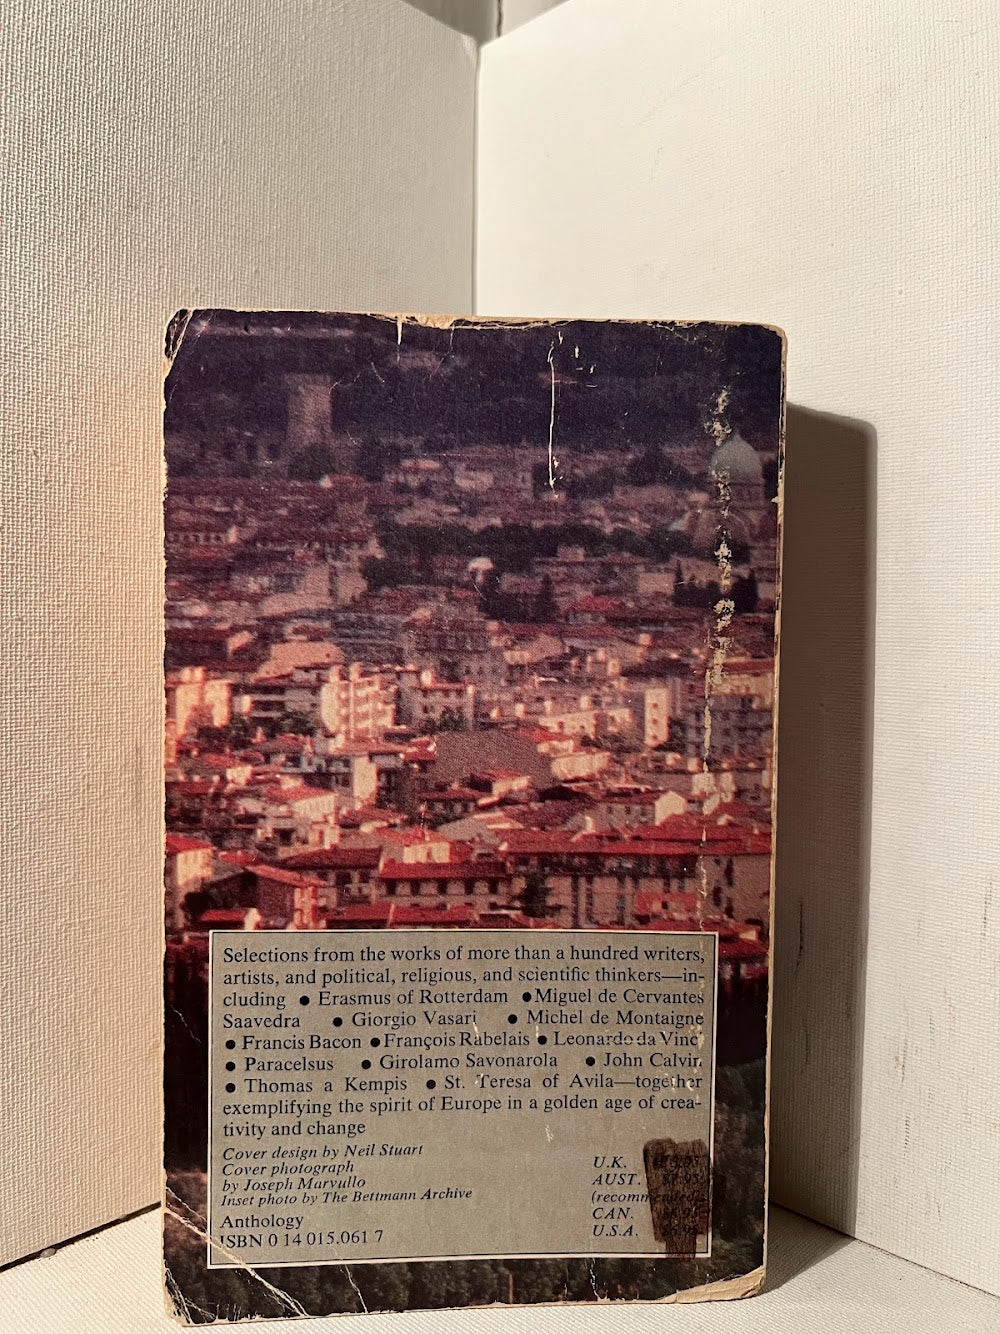 Selections from the works of more than a hundred writers,
artists, and political, religious, and scientific thinkers—in-
cluding ● Erasmus of Rotterdam ● Miguel de Cervantes
Saavedra ● Giorgio Vasari ● Michel de Montaigne
● Francis Bacon ● François Rabelais ● Leonardo da Vinci
● Paracelsus ● Girolamo Savonarola ● John Calvin
● Thomas a Kempis ● St. Teresa of Avila—together
exemplifying the spirit of Europe in a golden age of crea-
tivity and change
Cover design by Neil Stuart
Cover photograph
by Joseph Marvullo
Inset photo by The Bettmann Archive
Anthology
ISBN 0 14 015.061 7
U.K.
AUST.
(recommended)
CAN.
U.S.A.